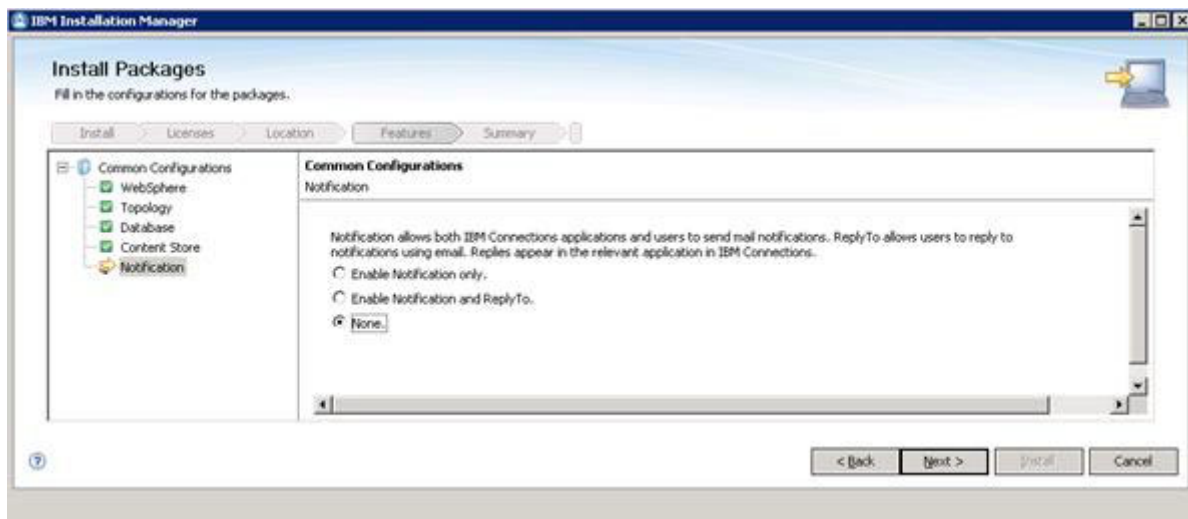 IBM Installation Manager
Install Packages
Fill in the configurations for the packages.
Install Licenses Location Features Summary
Common Configurations
WebSphere
Topology
Database
Content Store
Notification
Common Configurations
Notification
Notification allows both IBM Connections applications and users to send mail notifications. ReplyTo allows users to reply to
notifications using email. Replies appear in the relevant application in IBM Connections.
Enable Notification only.
Enable Notification and ReplyTo.
None.
< Back Next > Install Cancel